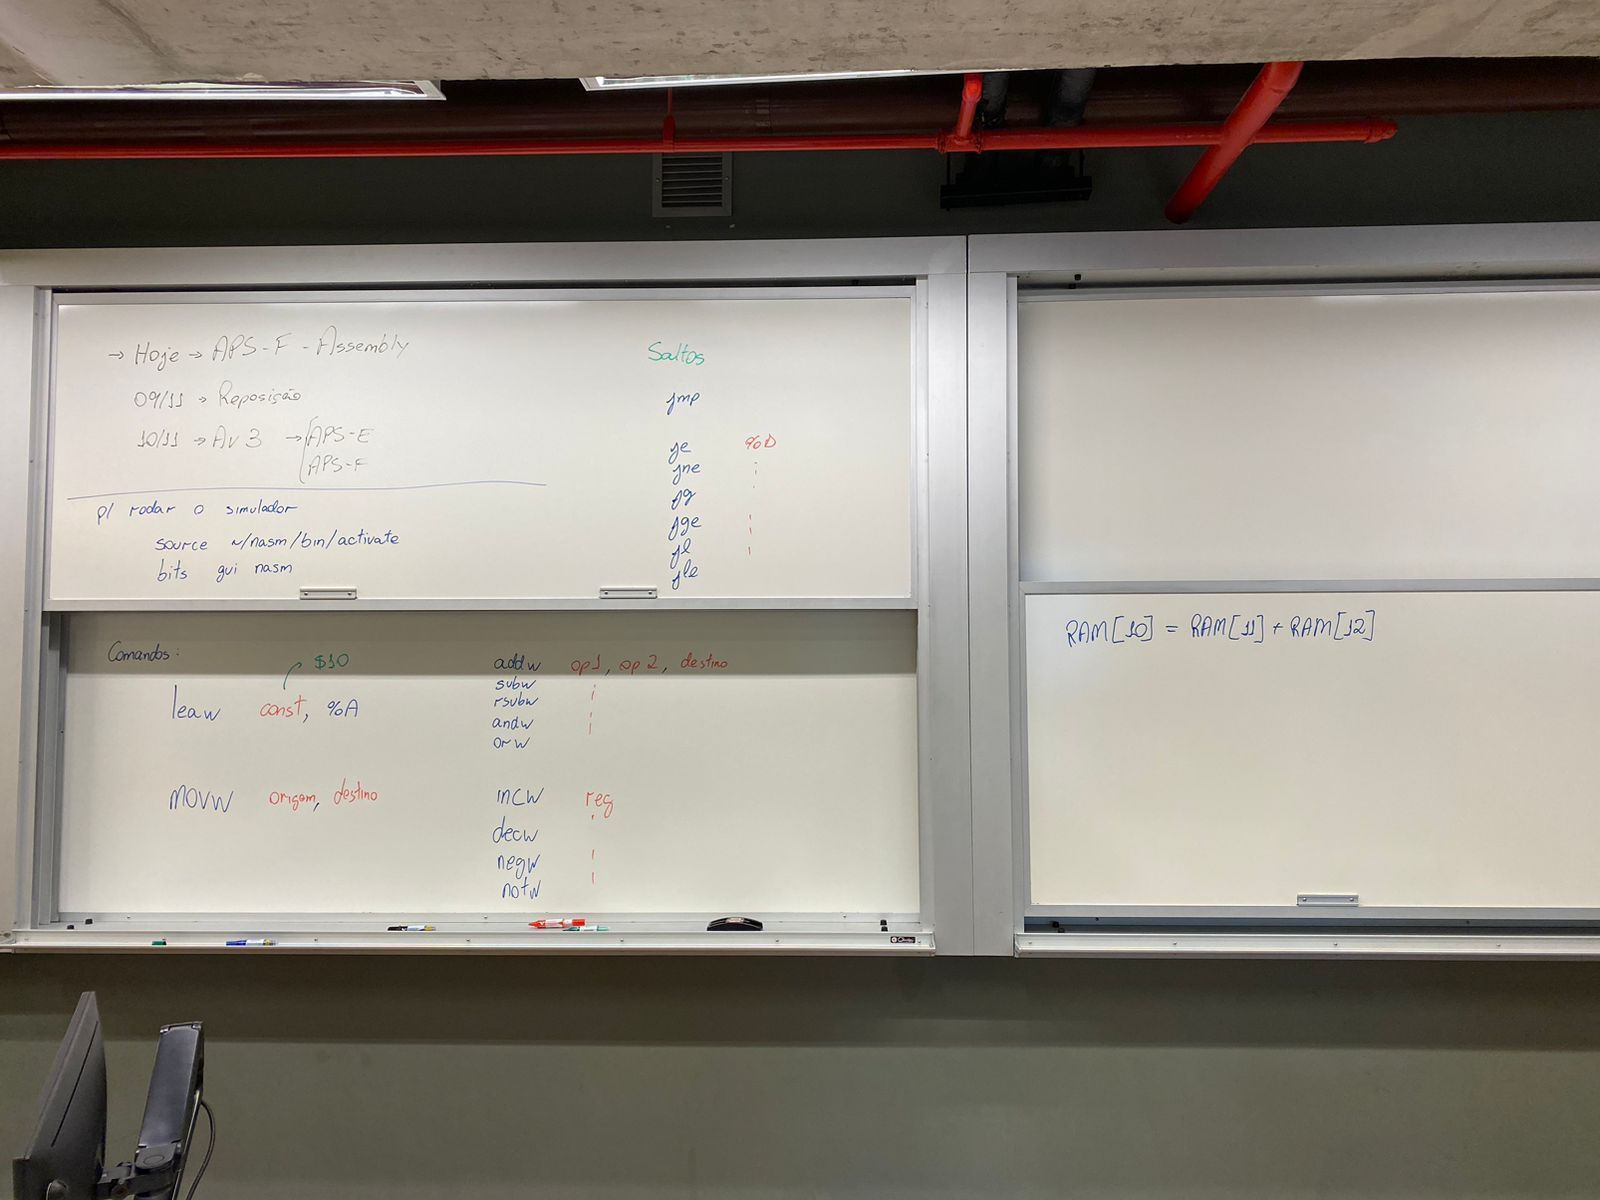 → Hoje → APS-F - Assembly
09/11 → Reposição
10/11 → Av 3 → APS-E
APS-F
p/ rodar o simulador
source ~/nasm/bin/activate
bits gui nasm
Saltos
jmp
je %D
jne
jg
jge
jl
jle
Comandos:
$10
leaw const, %A
movw origem, destino
addw op1, op2, destino
subw
rsubw
andw
orw
incw reg
decw
negw
notw
RAM[10] = RAM[11] + RAM[12]